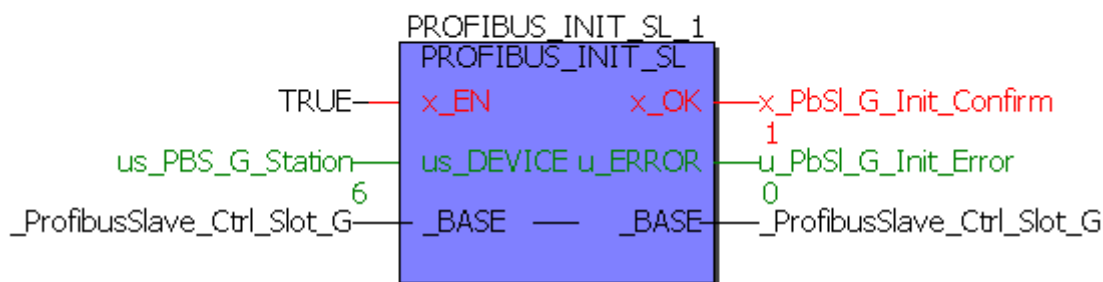 PROFIBUS_INIT_SL_1
PROFIBUS_INIT_SL
TRUE x_EN x_OK x_PbSl_G_Init_Confirm
1
us_PBS_G_Station us_DEVICE u_ERROR u_PbSl_G_Init_Error
6 0
_ProfibusSlave_Ctrl_Slot_G _BASE _BASE _ProfibusSlave_Ctrl_Slot_G